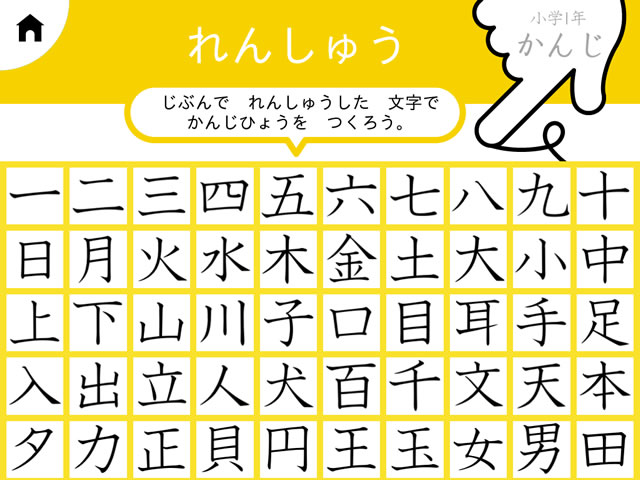 小学1年
かんじ
れんしゅう
じぶんで　れんしゅうした　文字で
かんじひょうを　つくろう。
一 二 三 四 五 六 七 八 九 十
日 月 火 水 木 金 土 大 小 中
上 下 山 川 子 口 目 耳 手 足
入 出 立 人 犬 百 千 文 天 本
夕 力 正 貝 円 王 玉 女 男 田